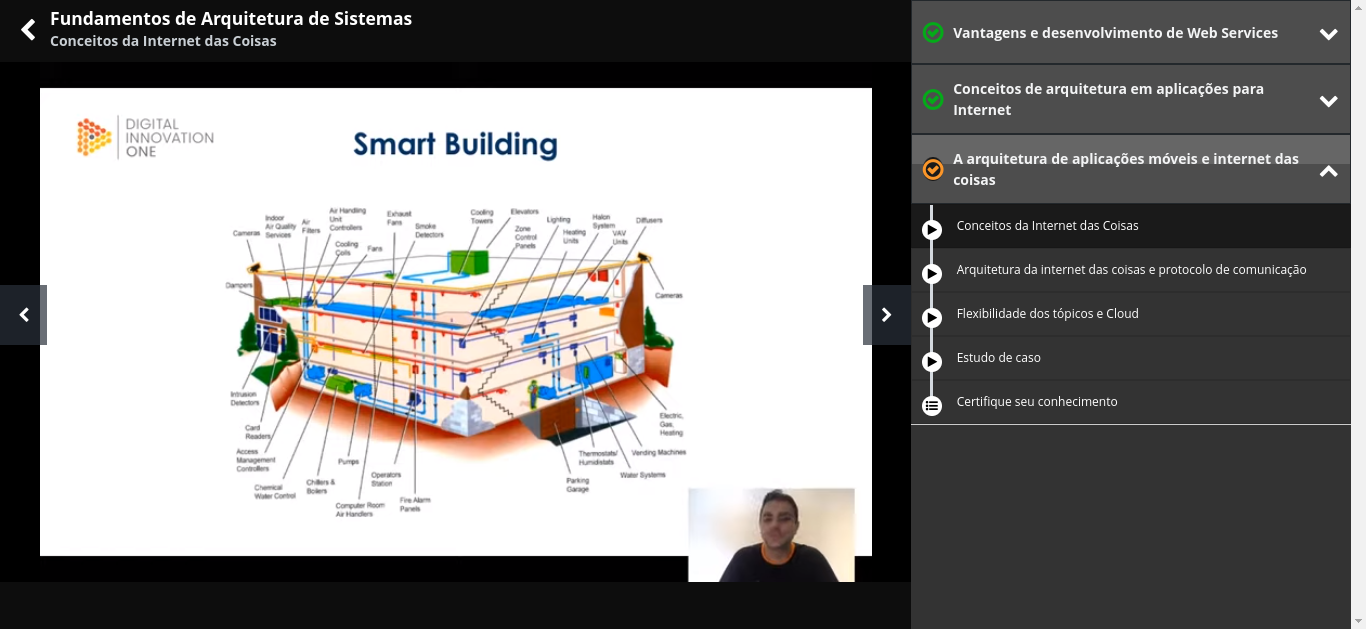 Fundamentos de Arquitetura de Sistemas
Conceitos da Internet das Coisas
DIGITAL
INNOVATION
ONE
Smart Building
Cameras
Indoor
Air Quality
Services
Air
Filters
Air Handling
Unit
Controllers
Cooling
Coils
Fans
Exhaust
Fans
Smoke
Detectors
Cooling
Towers
Elevators
Zone
Control
Panels
Lighting
Heating
Units
Halon
System
VAV
Units
Diffusers
Dampers
Cameras
Intrusion
Detectors
Card
Readers
Access
Management
Controllers
Chemical
Water Control
Chillers &
Boilers
Pumps
Computer Room
Air Handlers
Operators
Station
Fire Alarm
Panels
Parking
Garage
Thermostats/
Humidistats
Water Systems
Vending Machines
Electric,
Gas,
Heating
Vantagens e desenvolvimento de Web Services
Conceitos de arquitetura em aplicações para
Internet
A arquitetura de aplicações móveis e internet das
coisas
Conceitos da Internet das Coisas
Arquitetura da internet das coisas e protocolo de comunicação
Flexibilidade dos tópicos e Cloud
Estudo de caso
Certifique seu conhecimento